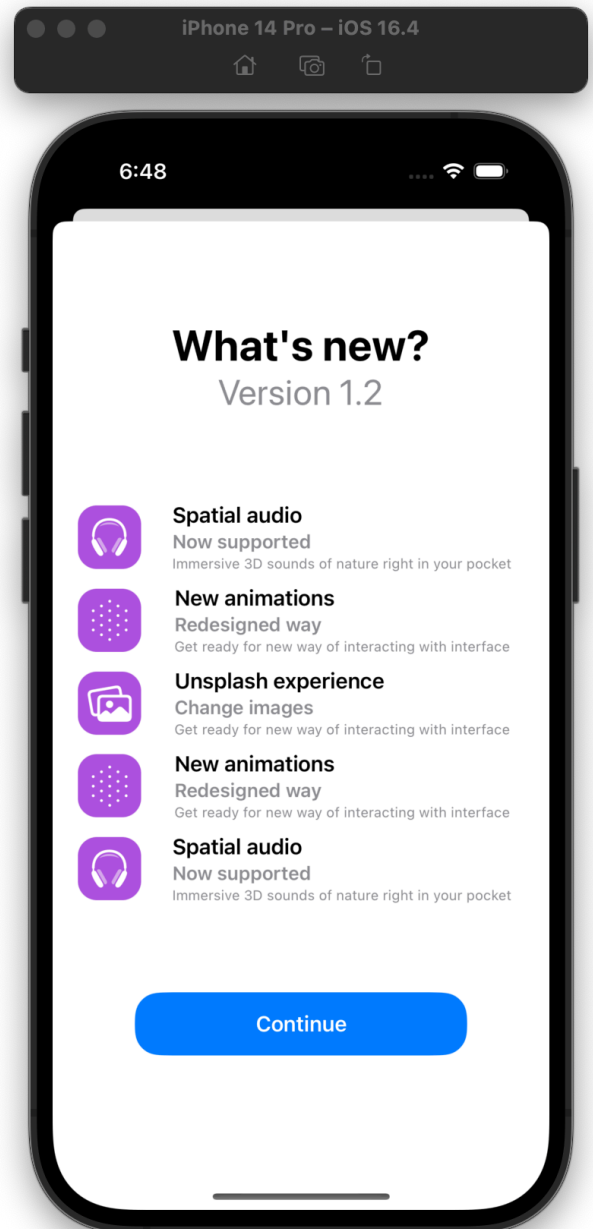 iPhone 14 Pro – iOS 16.4
6:48
What's new?
Version 1.2
Spatial audio
Now supported
Immersive 3D sounds of nature right in your pocket
New animations
Redesigned way
Get ready for new way of interacting with interface
Unsplash experience
Change images
Get ready for new way of interacting with interface
New animations
Redesigned way
Get ready for new way of interacting with interface
Spatial audio
Now supported
Immersive 3D sounds of nature right in your pocket
Continue